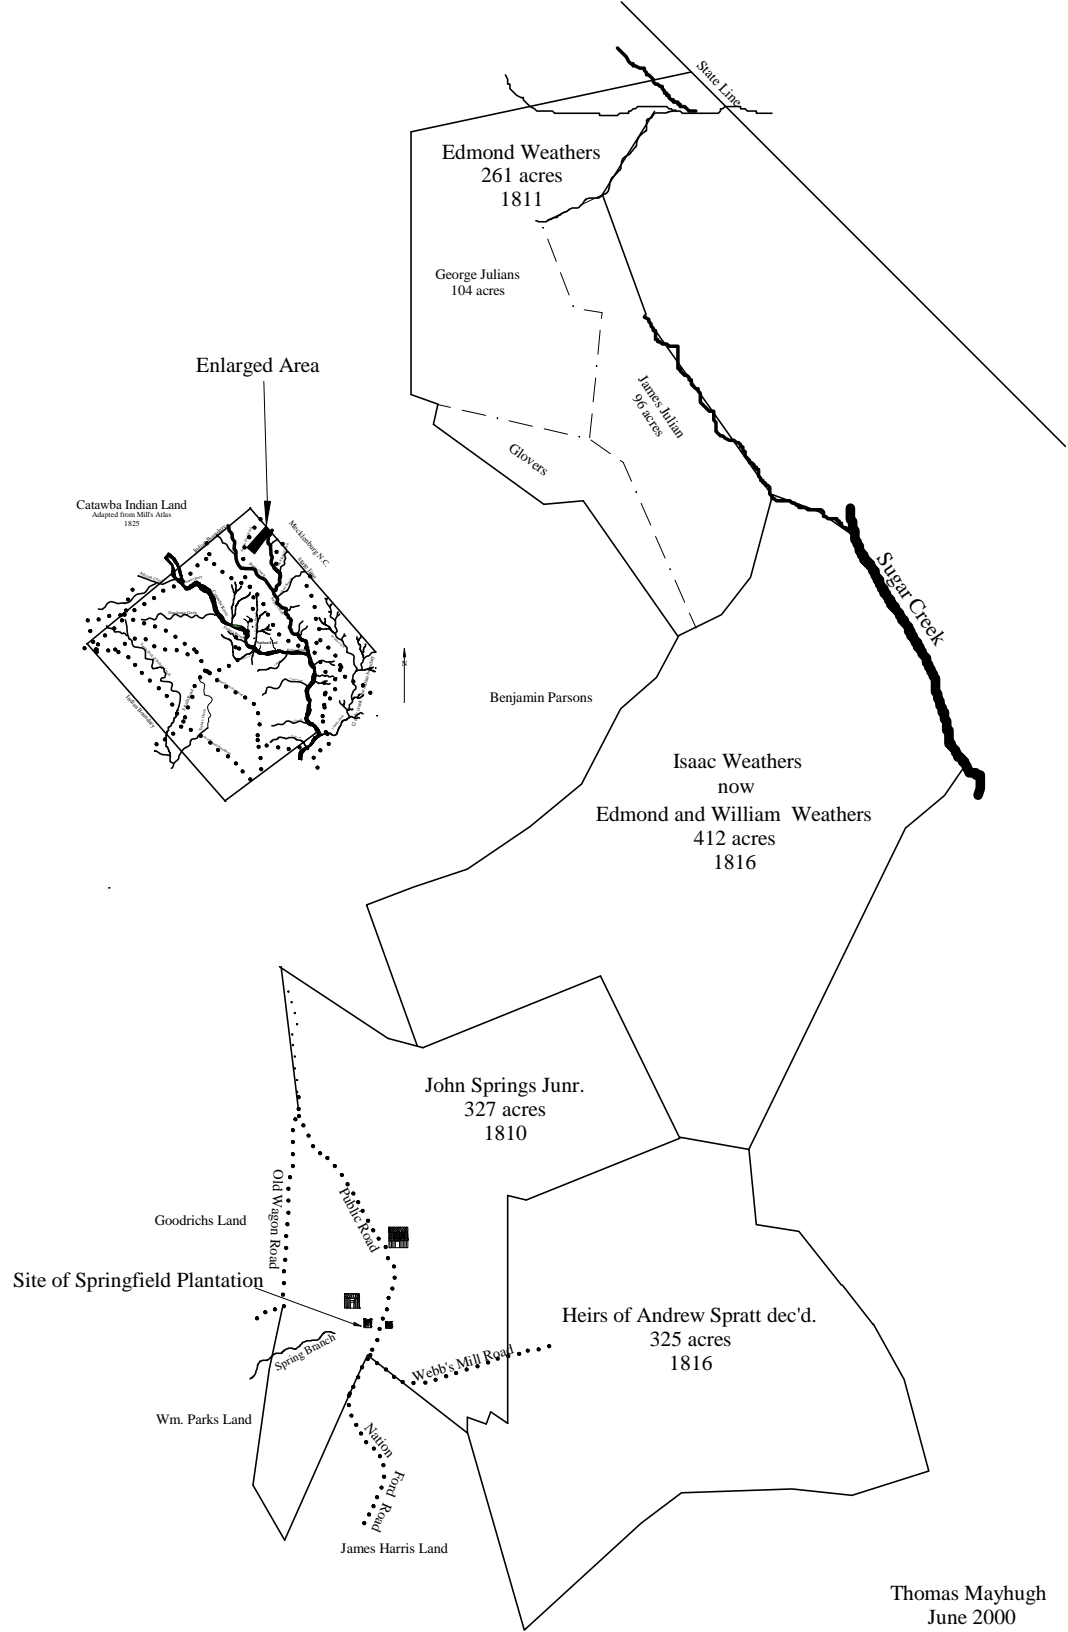 State Line
Edmond Weathers
261 acres
1811
George Julians
104 acres
Enlarged Area
James Julian
96 acres
Glovers
Catawba Indian Land
Adapted from Mill's Atlas
1825
Mecklenburg N.C.
Indian Boundary
Indian Boundary
Sugar Creek
Benjamin Parsons
Isaac Weathers
now
Edmond and William Weathers
412 acres
1816
John Springs Junr.
327 acres
1810
Old Wagon Road
Public Road
Goodrichs Land
Site of Springfield Plantation
Heirs of Andrew Spratt dec'd.
325 acres
1816
Spring Branch
Webb's Mill Road
Wm. Parks Land
Nation
Ford Road
James Harris Land
Thomas Mayhugh
June 2000